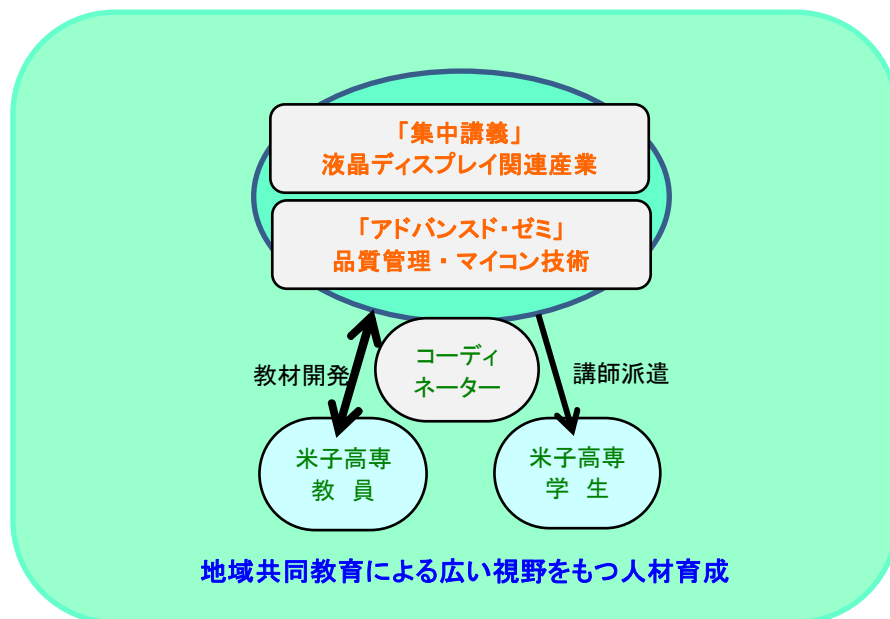 「集中講義」
液晶ディスプレイ関連産業
「アドバンスド・ゼミ」
品質管理・マイコン技術
コーディ
ネーター
教材開発
講師派遣
米子高専
教　員
米子高専
学　生
地域共同教育による広い視野をもつ人材育成